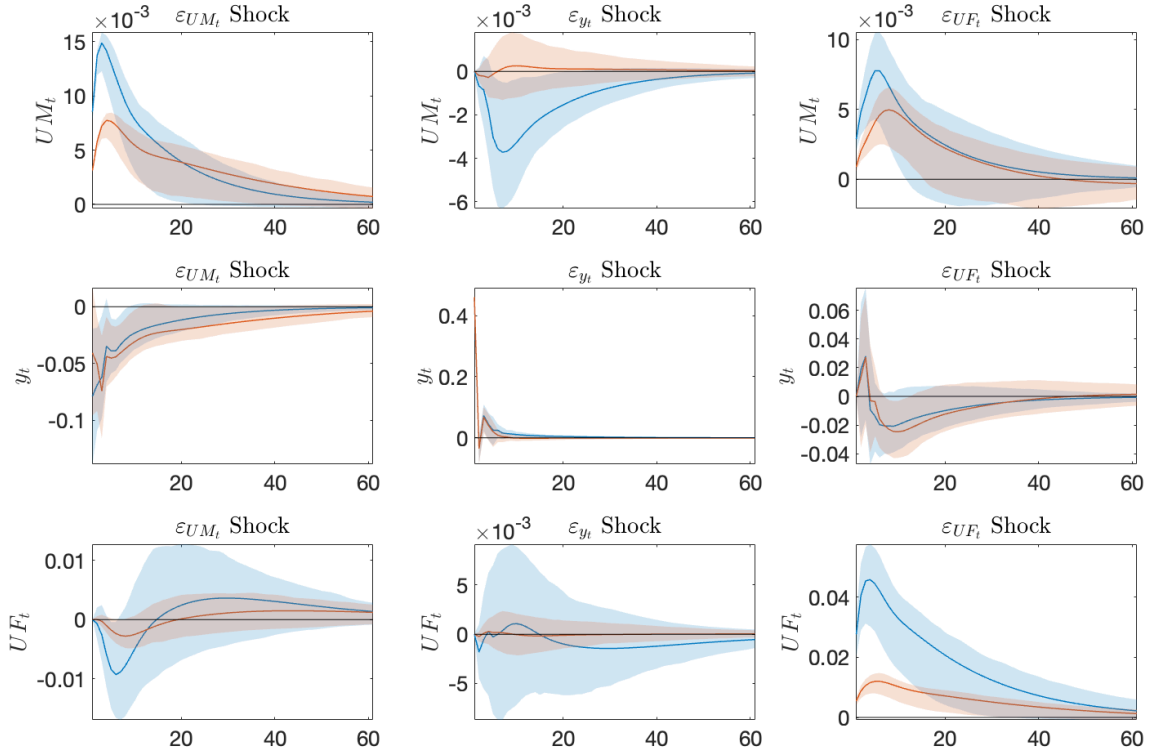 ε_{UM_t} Shock
×10⁻³
15
10
5
0
UM_t
20 40 60
ε_{y_t} Shock
0
-2
-4
-6
UM_t
20 40 60
ε_{UF_t} Shock
×10⁻³
10
5
0
UM_t
20 40 60
ε_{UM_t} Shock
0
-0.05
-0.1
y_t
20 40 60
ε_{y_t} Shock
0.4
0.2
0
y_t
20 40 60
ε_{UF_t} Shock
0.06
0.04
0.02
0
-0.02
-0.04
y_t
20 40 60
ε_{UM_t} Shock
0.01
0
-0.01
UF_t
20 40 60
ε_{y_t} Shock
×10⁻³
5
0
-5
UF_t
20 40 60
ε_{UF_t} Shock
0.04
0.02
0
UF_t
20 40 60